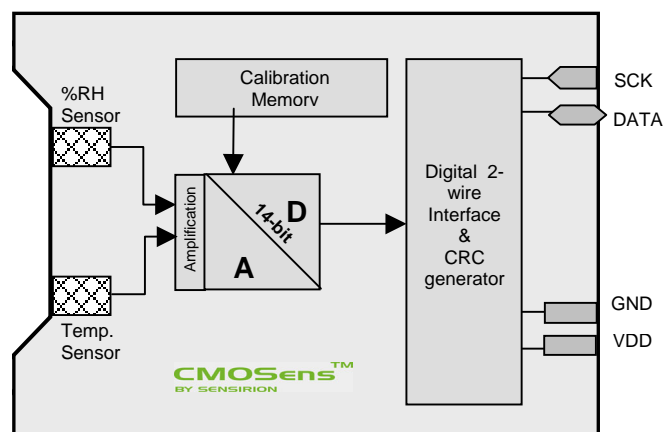 %RH
Sensor
Calibration
Memory
SCK
DATA
Digital 2-
wire
Interface
&
CRC
generator
Amplification
14-bit
D
A
GND
VDD
Temp.
Sensor
CMOSens™
BY SENSIRION